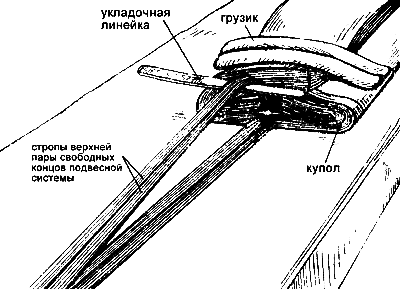 укладочная
линейка
грузик
стропы верхней
пары свободных
концов подвесной
системы
купол